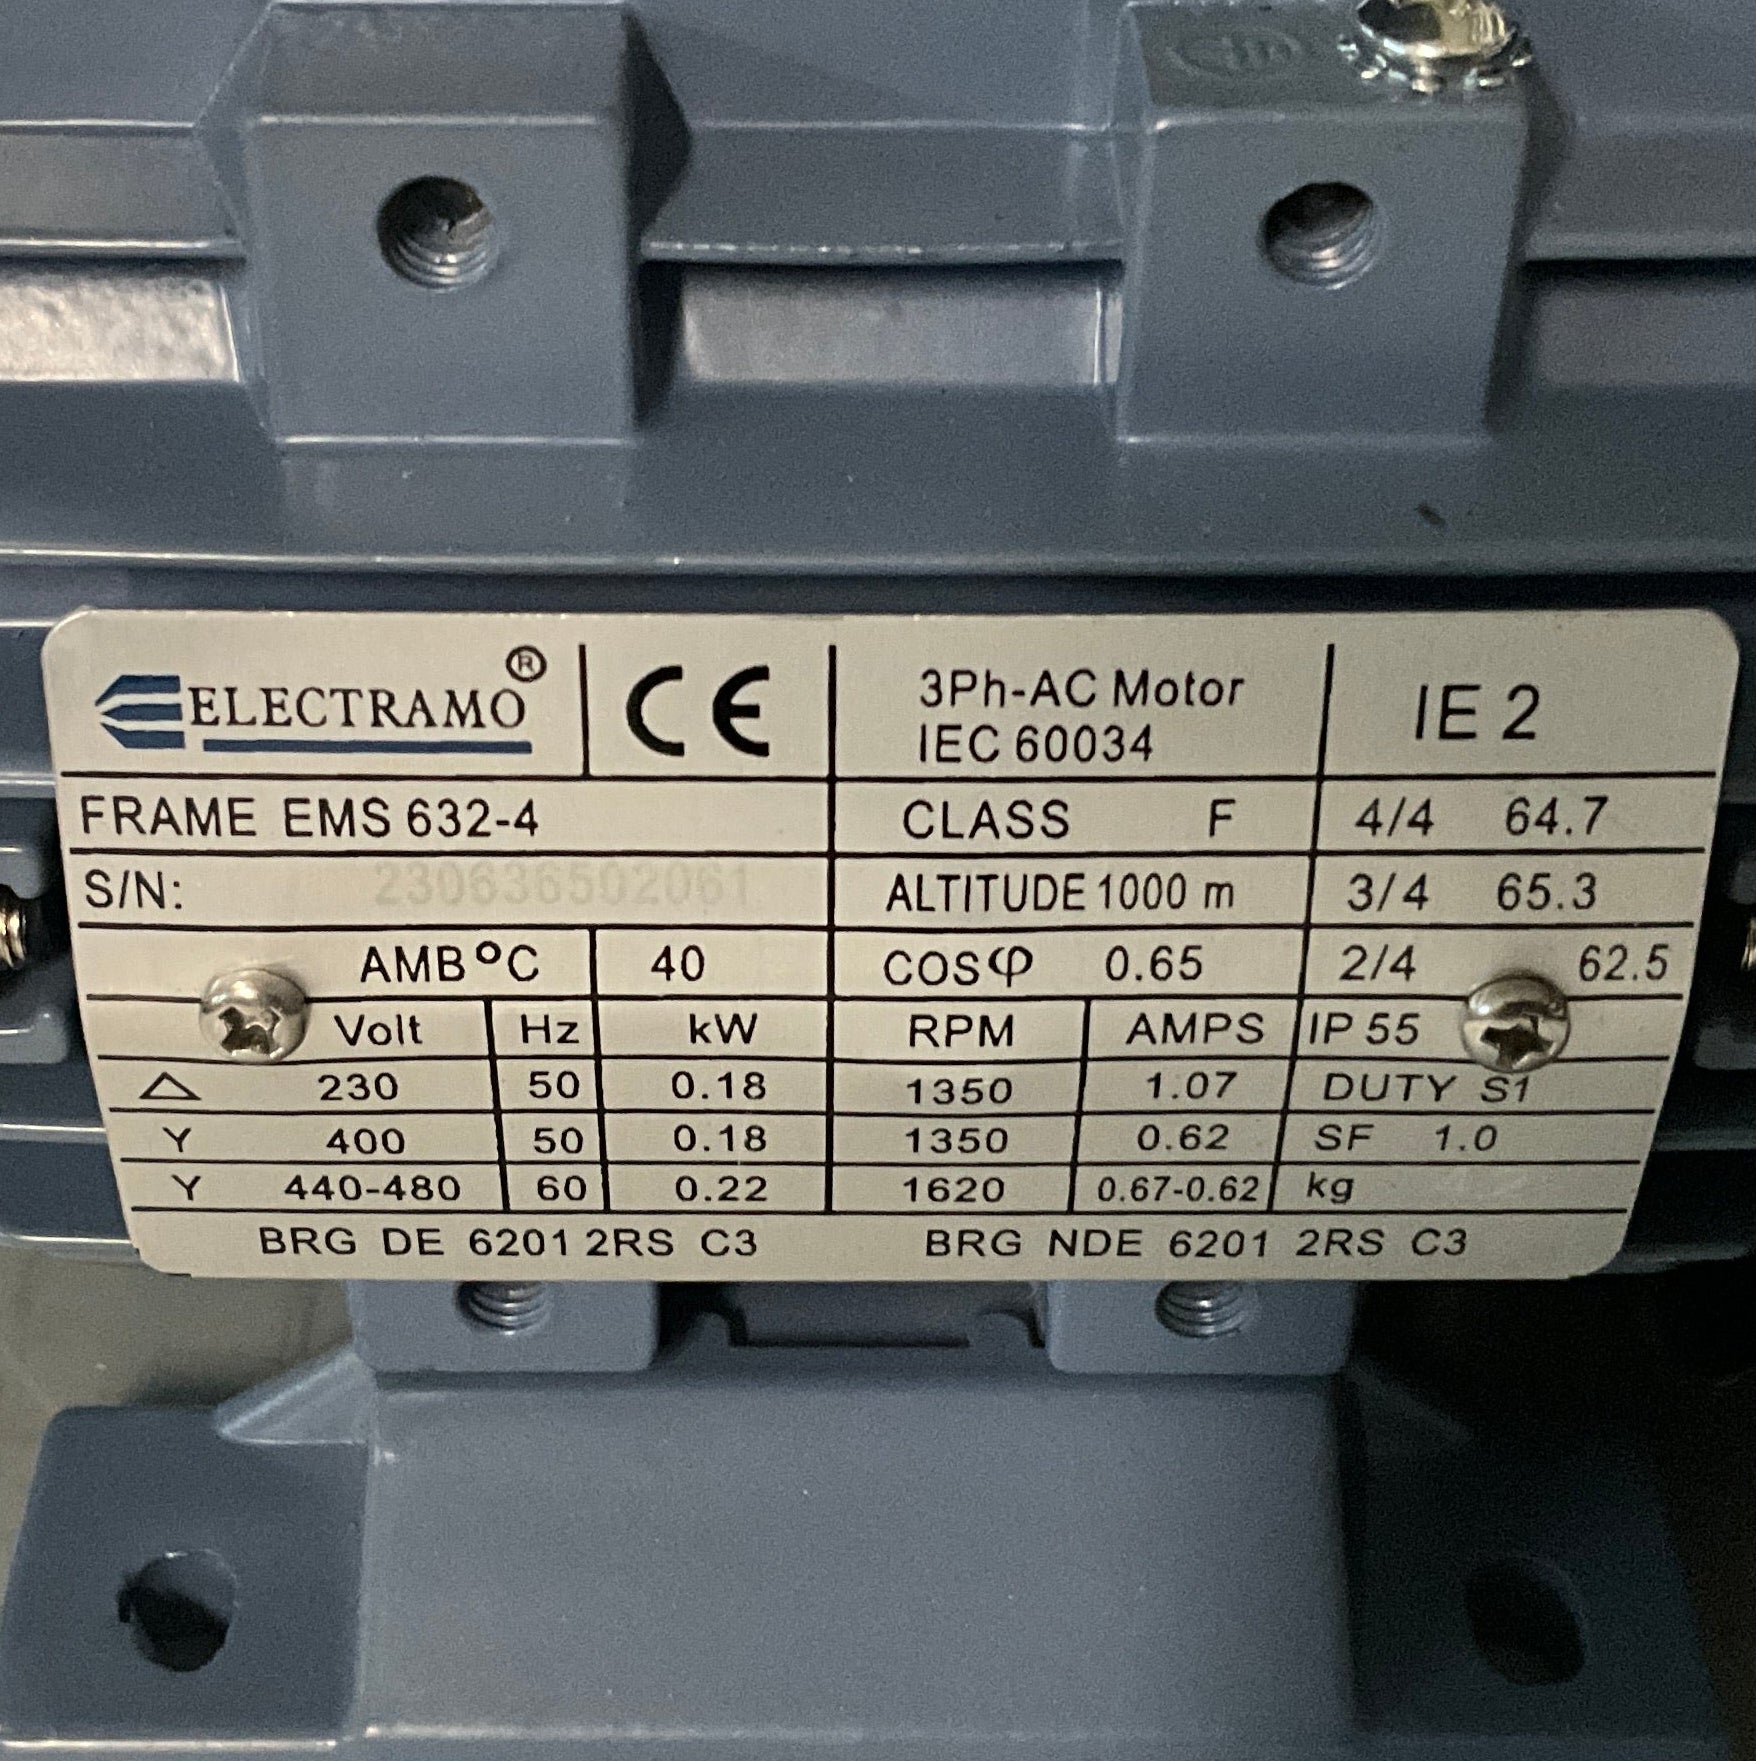 ELECTRAMO ® CE 3Ph-AC Motor IE 2
IEC 60034
FRAME EMS 632-4 CLASS F 4/4 64.7
S/N: 230636502061 ALTITUDE 1000 m 3/4 65.3
AMB °C 40 COSφ 0.65 2/4 62.5
Volt Hz kW RPM AMPS IP 55
△ 230 50 0.18 1350 1.07 DUTY S1
Y 400 50 0.18 1350 0.62 SF 1.0
Y 440-480 60 0.22 1620 0.67-0.62 kg
BRG DE 6201 2RS C3 BRG NDE 6201 2RS C3